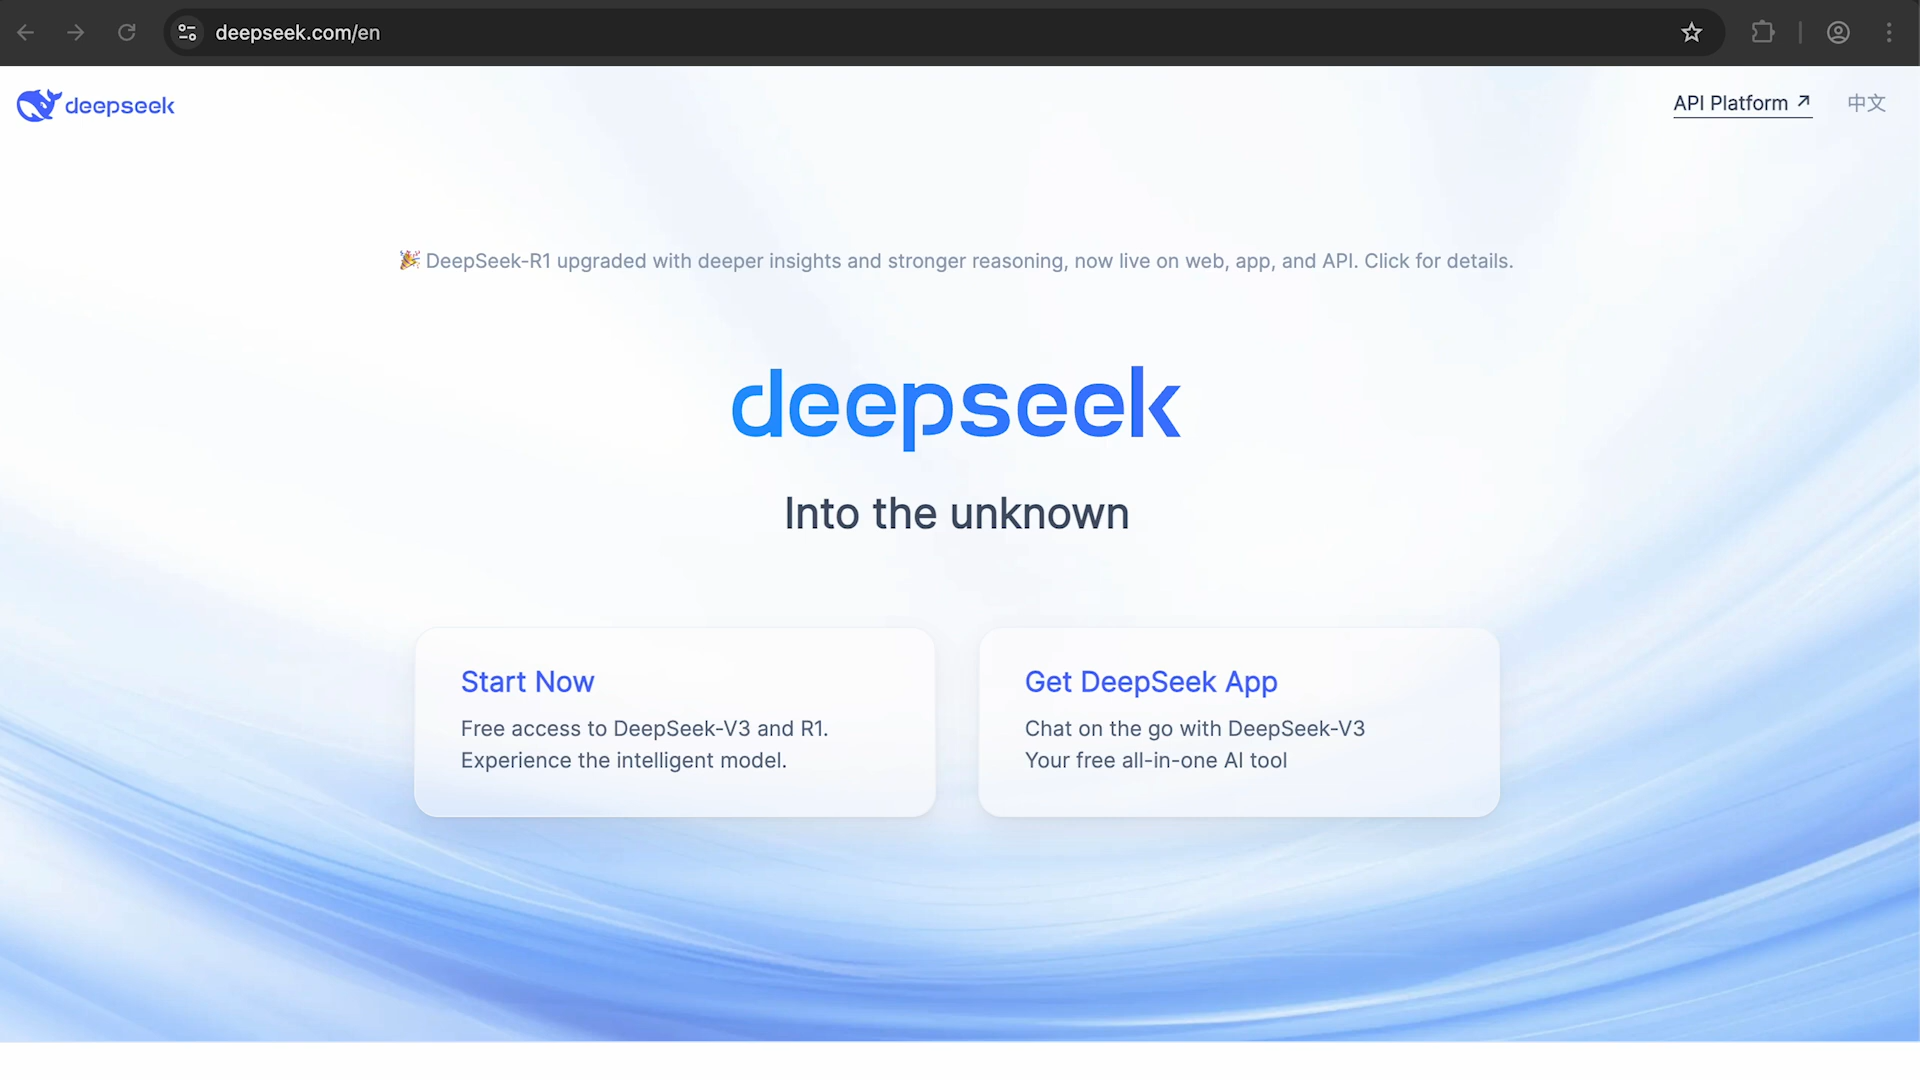 deepseek.com/en
deepseek
API Platform ↗
中文
🎉 DeepSeek-R1 upgraded with deeper insights and stronger reasoning, now live on web, app, and API. Click for details.
deepseek
Into the unknown
Start Now
Free access to DeepSeek-V3 and R1.
Experience the intelligent model.
Get DeepSeek App
Chat on the go with DeepSeek-V3
Your free all-in-one AI tool